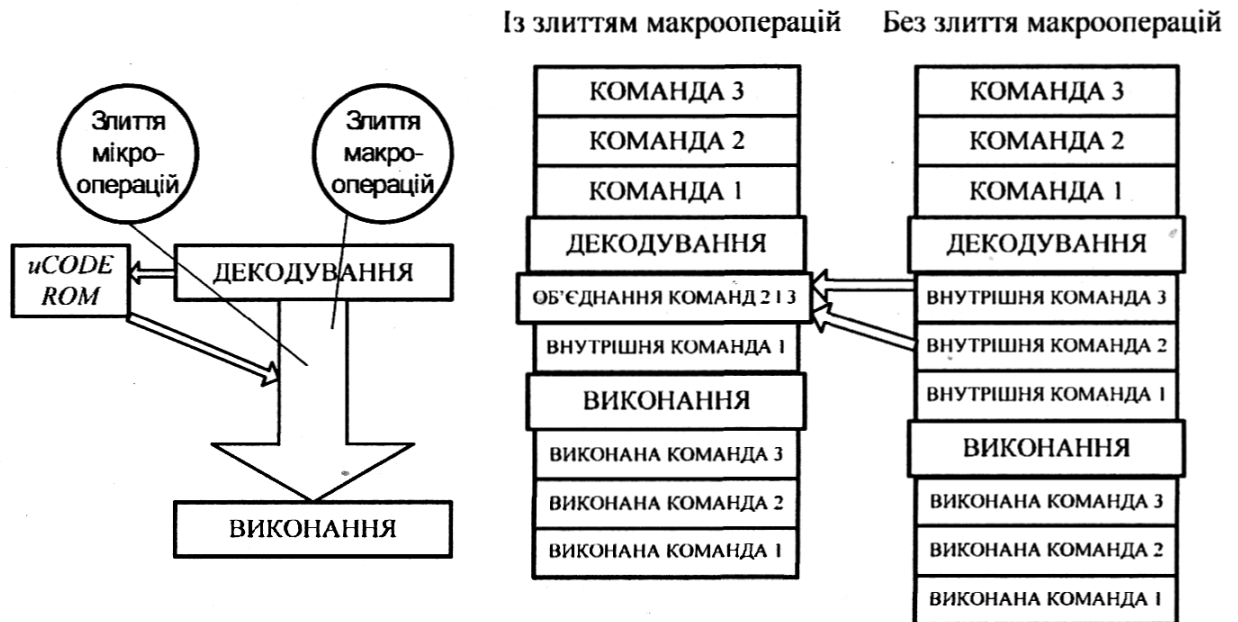 Із злиттям макрооперацій
Без злиття макрооперацій
Злиття
мікро-
операцій
Злиття
макро-
операцій
uCODE
ROM
ДЕКОДУВАННЯ
ВИКОНАННЯ
КОМАНДА 3
КОМАНДА 2
КОМАНДА 1
ДЕКОДУВАННЯ
ОБ’ЄДНАННЯ КОМАНД 2 І 3
ВНУТРІШНЯ КОМАНДА 1
ВИКОНАННЯ
ВИКОНАНА КОМАНДА 3
ВИКОНАНА КОМАНДА 2
ВИКОНАНА КОМАНДА 1
КОМАНДА 3
КОМАНДА 2
КОМАНДА 1
ДЕКОДУВАННЯ
ВНУТРІШНЯ КОМАНДА 3
ВНУТРІШНЯ КОМАНДА 2
ВНУТРІШНЯ КОМАНДА 1
ВИКОНАННЯ
ВИКОНАНА КОМАНДА 3
ВИКОНАНА КОМАНДА 2
ВИКОНАНА КОМАНДА 1